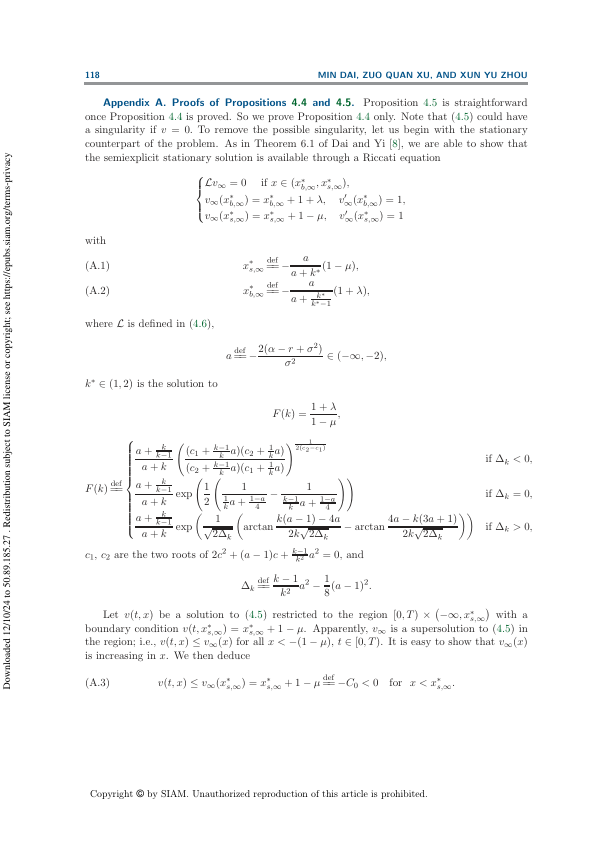 118
MIN DAI, ZUO QUAN XU, AND XUN YU ZHOU
Appendix A. Proofs of Propositions 4.4 and 4.5. Proposition 4.5 is straightforward
once Proposition 4.4 is proved. So we prove Proposition 4.4 only. Note that (4.5) could have
a singularity if v = 0. To remove the possible singularity, let us begin with the stationary
counterpart of the problem. As in Theorem 6.1 of Dai and Yi [8], we are able to show that
the semiexplicit stationary solution is available through a Riccati equation
\begin{cases} \mathcal{L}v_\infty = 0 \quad \text{if } x \in (x^*_{b,\infty}, x^*_{s,\infty}), \\ v_\infty(x^*_{b,\infty}) = x^*_{b,\infty} + 1 + \lambda, \quad v'_\infty(x^*_{b,\infty}) = 1, \\ v_\infty(x^*_{s,\infty}) = x^*_{s,\infty} + 1 - \mu, \quad v'_\infty(x^*_{s,\infty}) = 1 \end{cases}
with
(A.1) x^*_{s,\infty} \stackrel{\text{def}}{=\!=} -\frac{a}{a+k^*}(1-\mu),
(A.2) x^*_{b,\infty} \stackrel{\text{def}}{=\!=} -\frac{a}{a+\frac{k^*}{k^*-1}}(1+\lambda),
where \mathcal{L} is defined in (4.6),
a \stackrel{\text{def}}{=\!=} -\frac{2(\alpha - r + \sigma^2)}{\sigma^2} \in (-\infty, -2),
k^* ∈ (1, 2) is the solution to
F(k) = \frac{1+\lambda}{1-\mu},
F(k) \stackrel{\text{def}}{=\!=} \begin{cases} \frac{a+\frac{k}{k-1}}{a+k} \left( \frac{(c_1+\frac{k-1}{k}a)(c_2+\frac{1}{k}a)}{(c_2+\frac{k-1}{k}a)(c_1+\frac{1}{k}a)} \right)^{\frac{1}{2(c_2-c_1)}} & \text{if } \Delta_k < 0, \\ \frac{a+\frac{k}{k-1}}{a+k} \exp\left( \frac{1}{2} \left( \frac{1}{\frac{1}{k}a+\frac{1-a}{4}} - \frac{1}{\frac{k-1}{k}a+\frac{1-a}{4}} \right) \right) & \text{if } \Delta_k = 0, \\ \frac{a+\frac{k}{k-1}}{a+k} \exp\left( \frac{1}{\sqrt{2\Delta_k}} \left( \arctan\frac{k(a-1)-4a}{2k\sqrt{2\Delta_k}} - \arctan\frac{4a-k(3a+1)}{2k\sqrt{2\Delta_k}} \right) \right) & \text{if } \Delta_k > 0, \end{cases}
c_1, c_2 are the two roots of 2c^2 + (a − 1)c + \frac{k-1}{k^2}a^2 = 0, and
\Delta_k \stackrel{\text{def}}{=\!=} \frac{k-1}{k^2}a^2 - \frac{1}{8}(a-1)^2.
Let v(t, x) be a solution to (4.5) restricted to the region [0, T) × (−∞, x^*_{s,∞}) with a
boundary condition v(t, x^*_{s,∞}) = x^*_{s,∞} + 1 − μ. Apparently, v_∞ is a supersolution to (4.5) in
the region; i.e., v(t, x) ≤ v_∞(x) for all x < −(1 − μ), t ∈ [0, T). It is easy to show that v_∞(x)
is increasing in x. We then deduce
(A.3) v(t, x) \leq v_\infty(x^*_{s,\infty}) = x^*_{s,\infty} + 1 - \mu \stackrel{\text{def}}{=\!=} -C_0 < 0 \quad \text{for } x < x^*_{s,\infty}.
Copyright © by SIAM. Unauthorized reproduction of this article is prohibited.
Downloaded 12/10/24 to 50.89.185.27 . Redistribution subject to SIAM license or copyright; see https://epubs.siam.org/terms-privacy